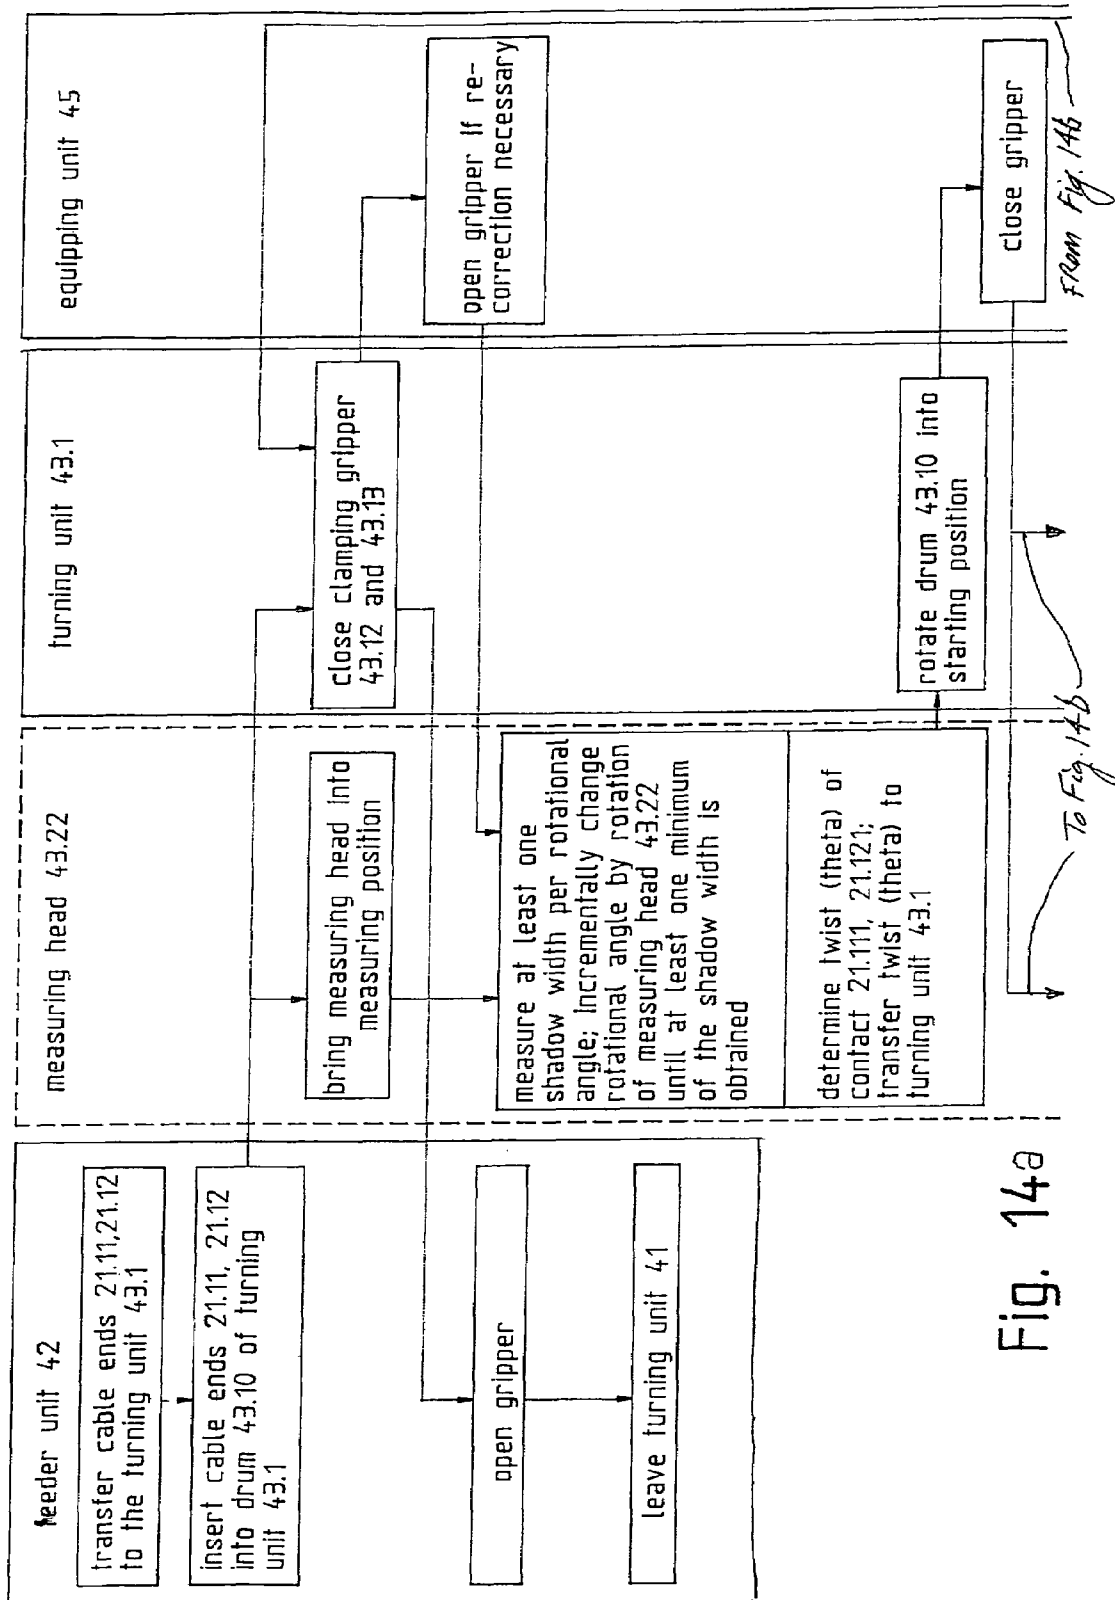 feeder unit 42
transfer cable ends 21.11,21.12
to the turning unit 43.1
insert cable ends 21.11, 21.12
into drum 43.10 of turning
unit 43.1
open gripper
leave turning unit 41
measuring head 43.22
bring measuring head into
measuring position
measure at least one
shadow width per rotational
angle; Incrementally change
rotational angle by rotation
of measuring head 43.22
until at least one minimum
of the shadow width is
obtained
determine twist (theta) of
contact 21.111, 21.121;
transfer twist (theta) to
turning unit 43.1
turning unit 43.1
close clamping gripper
43.12 and 43.13
rotate drum 43.10 into
starting position
equipping unit 45
open gripper if re-
correction necessary
close gripper
To Fig. 14b
FROM Fig. 14b
Fig. 14a